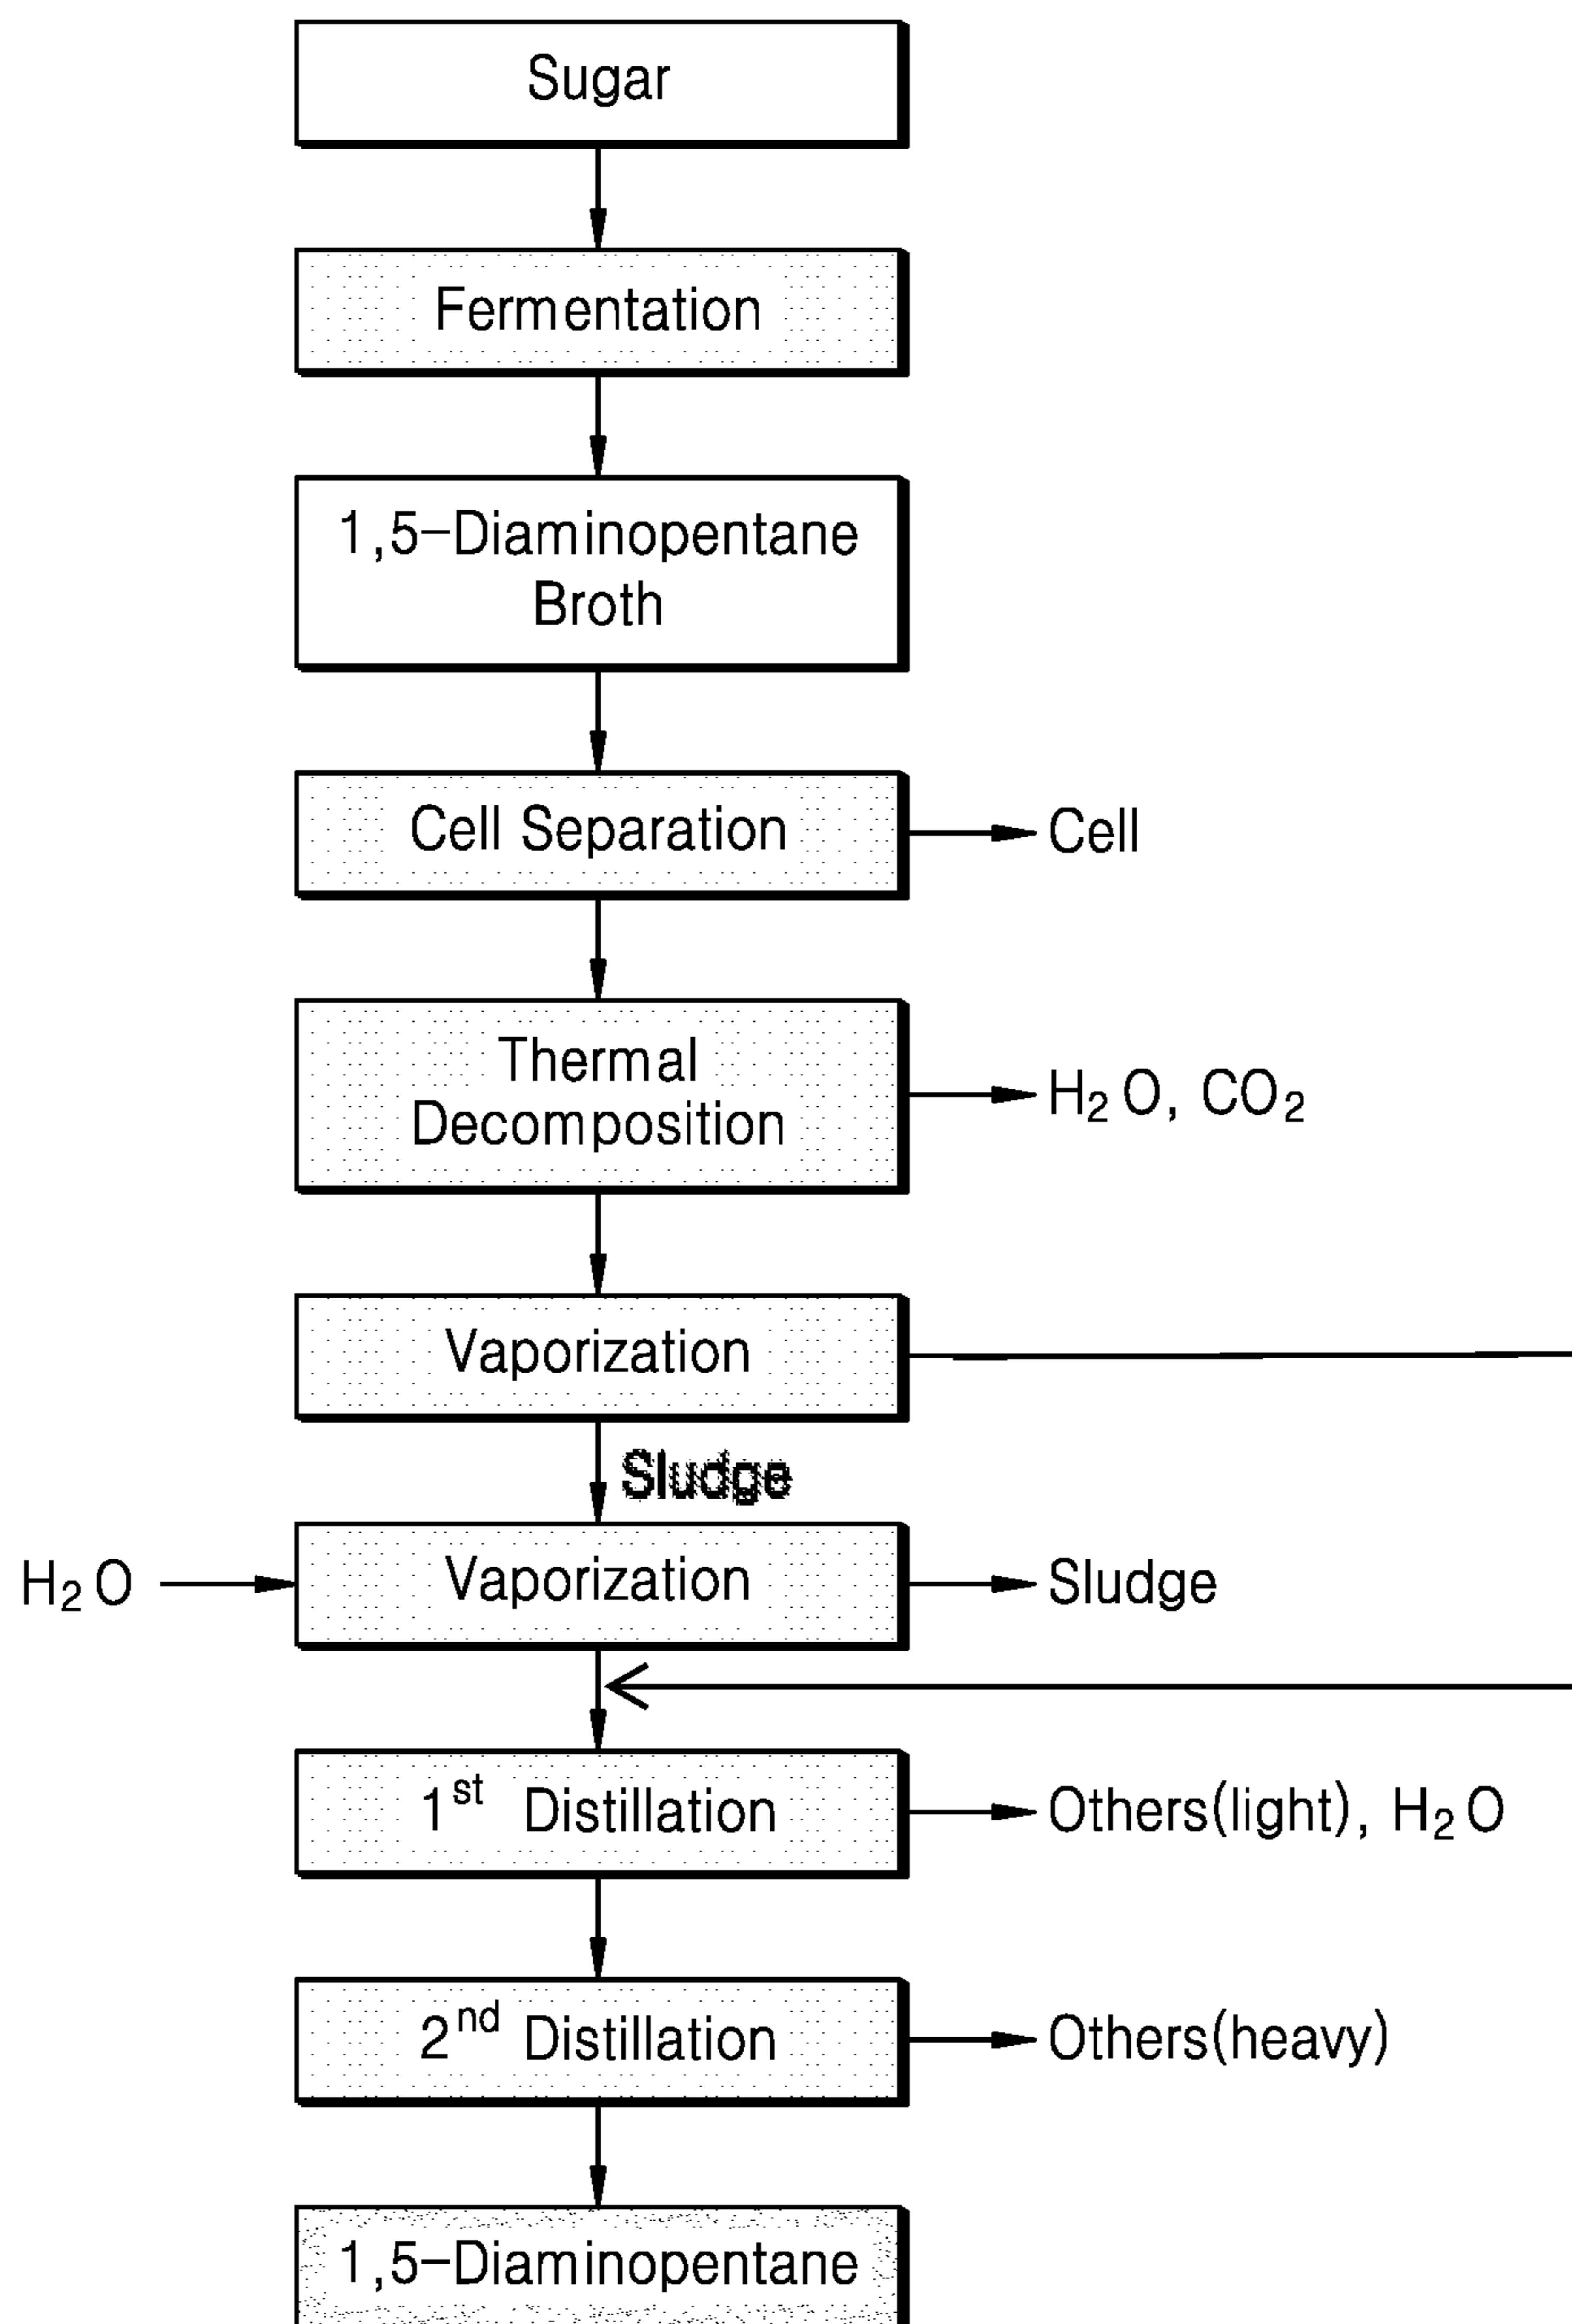 Sugar
Fermentation
1,5-Diaminopentane
Broth
Cell Separation
Cell
Thermal
Decomposition
H₂O, CO₂
Vaporization
Sludge
H₂O
Vaporization
Sludge
1st Distillation
Others(light), H₂O
2nd Distillation
Others(heavy)
1,5-Diaminopentane